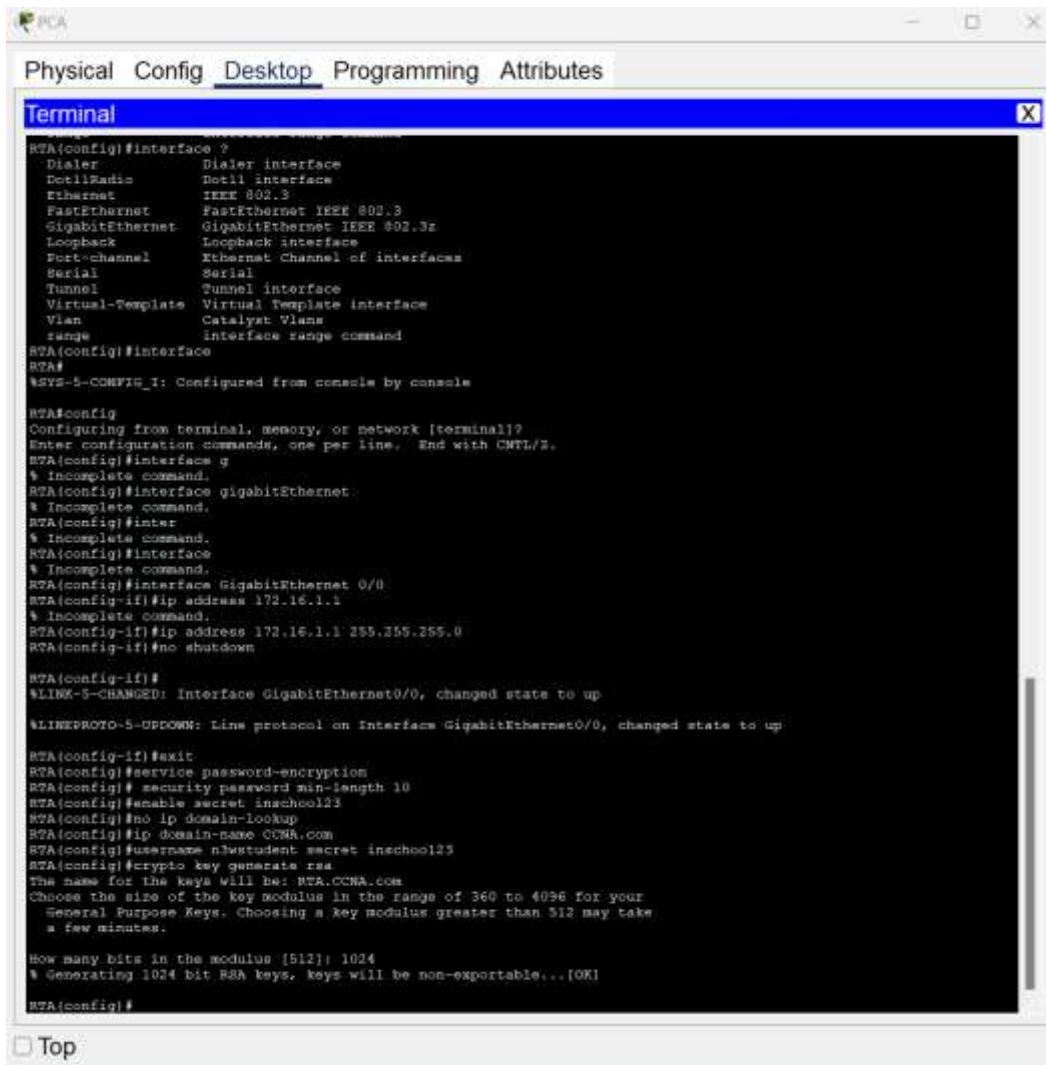 PCA
Physical Config Desktop Programming Attributes
Terminal
X
RTA(config)#interface ?
Dialer Dialer interface
Dot11Radio Dot11 interface
Ethernet IEEE 802.3
FastEthernet FastEthernet IEEE 802.3
GigabitEthernet GigabitEthernet IEEE 802.3z
Loopback Loopback interface
Port-channel Ethernet Channel of interfaces
Serial Serial
Tunnel Tunnel interface
Virtual-Template Virtual Template interface
Vlan Catalyst Vlans
range interface range command
RTA(config)#interface
RTA#
%SYS-5-CONFIG_I: Configured from console by console
RTA#config
Configuring from terminal, memory, or network [terminal]?
Enter configuration commands, one per line. End with CNTL/Z.
RTA(config)#interface g
% Incomplete command.
RTA(config)#interface gigabitEthernet
% Incomplete command.
RTA(config)#inter
% Incomplete command.
RTA(config)#interface
% Incomplete command.
RTA(config)#interface GigabitEthernet 0/0
RTA(config-if)#ip address 172.16.1.1
% Incomplete command.
RTA(config-if)#ip address 172.16.1.1 255.255.255.0
RTA(config-if)#no shutdown
RTA(config-if)#
%LINK-5-CHANGED: Interface GigabitEthernet0/0, changed state to up
%LINEPROTO-5-UPDOWN: Line protocol on Interface GigabitEthernet0/0, changed state to up
RTA(config-if)#exit
RTA(config)#service password-encryption
RTA(config)# security password min-length 10
RTA(config)#enable secret inschool23
RTA(config)#no ip domain-lookup
RTA(config)#ip domain-name CCNA.com
RTA(config)#username n3wstudent secret inschool23
RTA(config)#crypto key generate rsa
The name for the keys will be: RTA.CCNA.com
Choose the size of the key modulus in the range of 360 to 4096 for your
General Purpose Keys. Choosing a key modulus greater than 512 may take
a few minutes.
How many bits in the modulus [512]: 1024
% Generating 1024 bit RSA keys, keys will be non-exportable...[OK]
RTA(config)#
Top